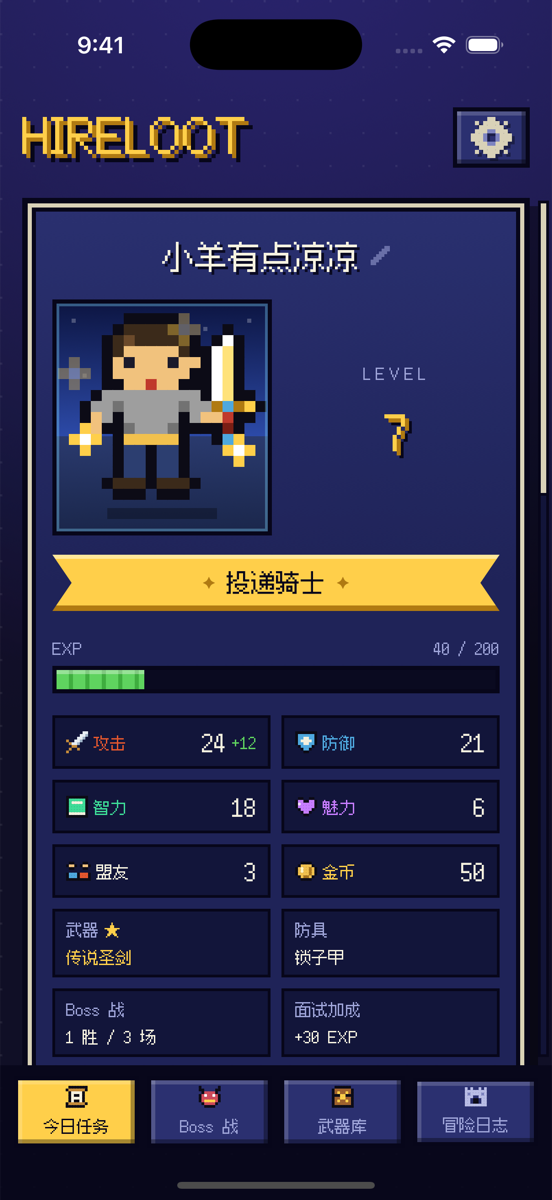 9:41
HIRELOOT
小羊有点凉凉
LEVEL
7
投递骑士
EXP 40 / 200
攻击 24 +12 防御 21
智力 18 魅力 6
盟友 3 金币 50
武器 防具
传说圣剑 锁子甲
Boss 战 面试加成
1 胜 / 3 场 +30 EXP
今日任务 Boss 战 武器库 冒险日志